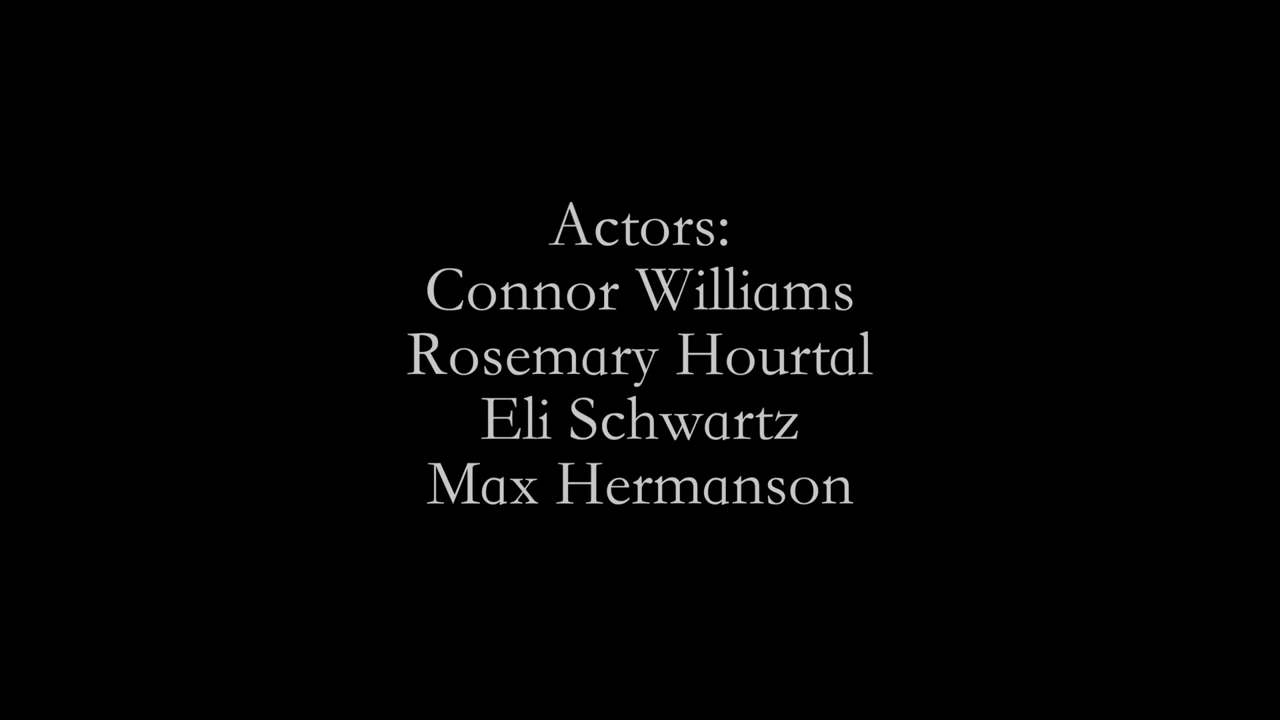 Actors:
Connor Williams
Rosemary Hourtal
Eli Schwartz
Max Hermanson